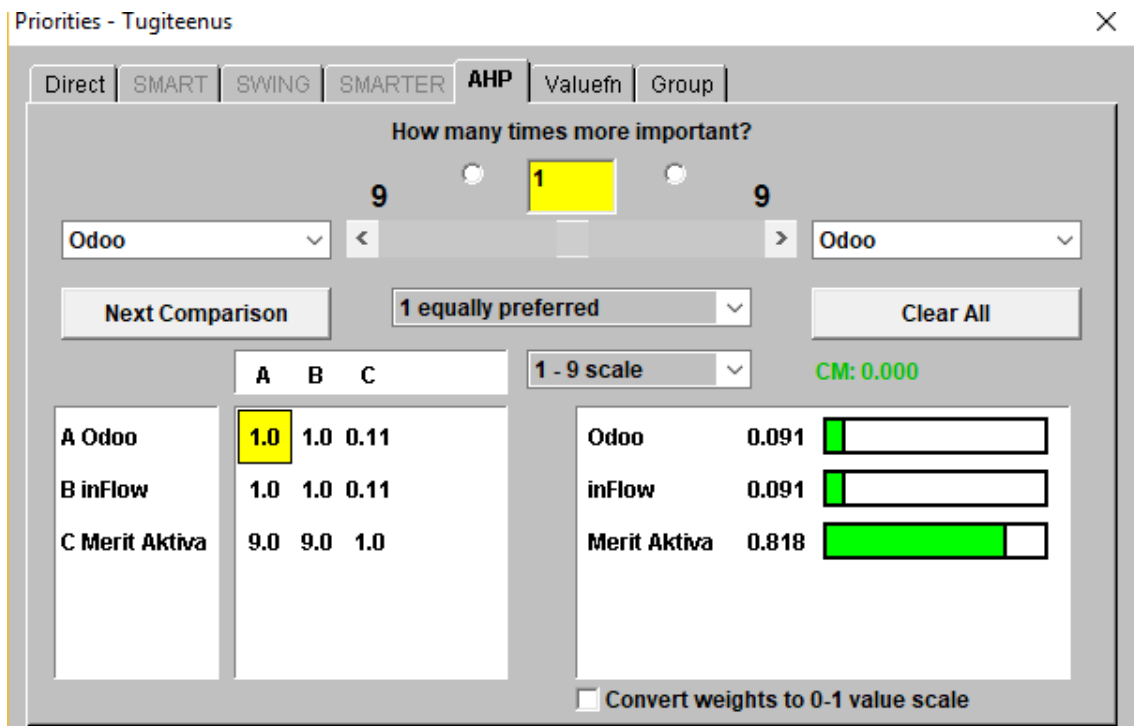 Priorities - Tugiteenus
Direct SMART SWING SMARTER AHP Valuefn Group
How many times more important?
9 1 9
Odoo < > Odoo
Next Comparison 1 equally preferred Clear All
A B C 1 - 9 scale CM: 0.000
A Odoo 1.0 1.0 0.11 Odoo 0.091
B inFlow 1.0 1.0 0.11 inFlow 0.091
C Merit Aktiva 9.0 9.0 1.0 Merit Aktiva 0.818
Convert weights to 0-1 value scale